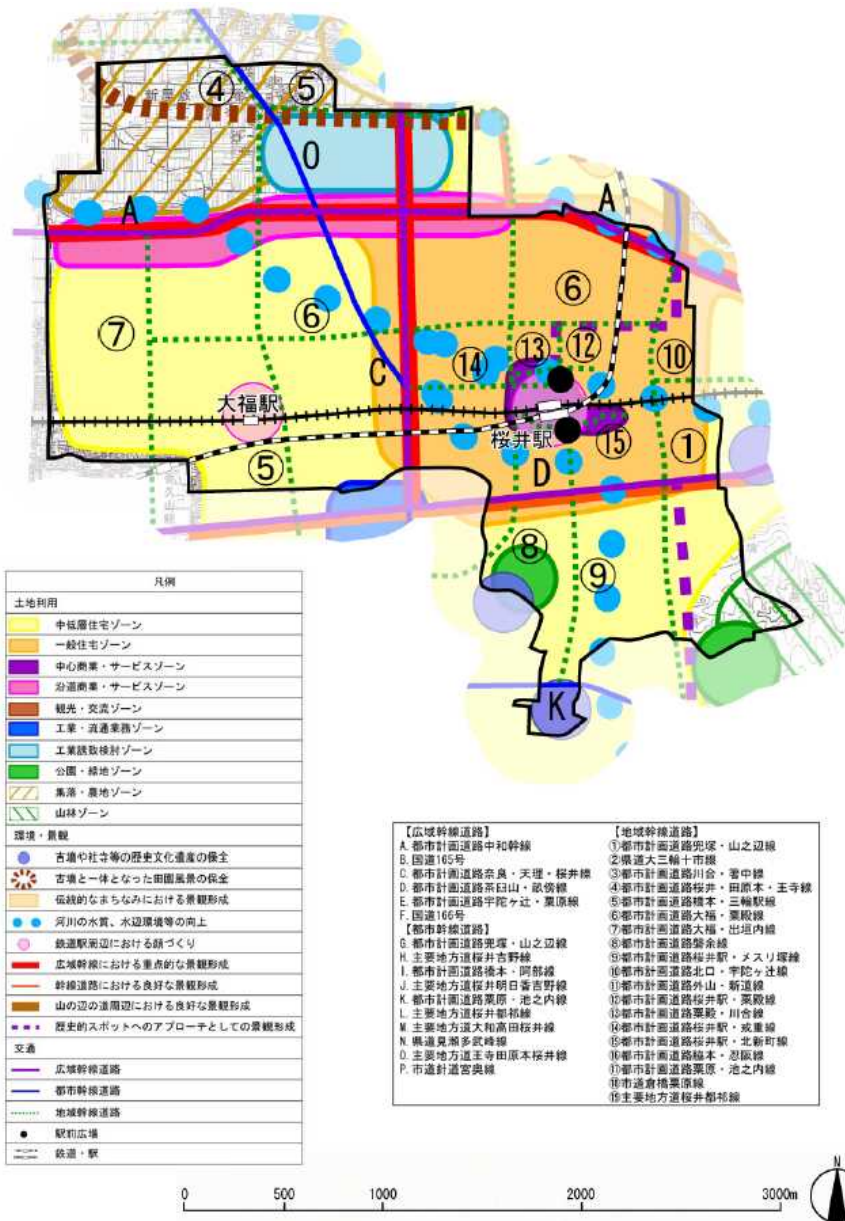 ④
⑤
O
A
A
⑦
⑥
⑥
⑬
⑫
⑭
⑩
C
大福駅
桜井駅
⑮
①
⑤
D
⑧
⑨
K
凡例
土地利用
中低層住宅ゾーン
一般住宅ゾーン
中心商業・サービスゾーン
沿道商業・サービスゾーン
観光・交流ゾーン
工業・流通業務ゾーン
工業誘致検討ゾーン
公園・緑地ゾーン
集落・農地ゾーン
山林ゾーン
環境・景観
古墳や社寺等の歴史文化遺産の保全
古墳と一体となった田園風景の保全
伝統的なまちなみにおける景観形成
河川の水質、水辺環境等の向上
鉄道駅周辺における顔づくり
広域幹線における重点的な景観形成
幹線道路における良好な景観形成
山の辺の道周辺における良好な景観形成
歴史的スポットへのアプローチとしての景観形成
交通
広域幹線道路
都市幹線道路
地域幹線道路
駅前広場
鉄道・駅
【広域幹線道路】
A.都市計画道路中和幹線
B.国道165号
C.都市計画道路奈良・天理・桜井線
D.都市計画道路茶臼山・畝傍線
E.都市計画道路宇陀ヶ辻・粟原線
F.国道166号
【都市幹線道路】
G.都市計画道路兜塚・山之辺線
H.主要地方道桜井吉野線
I.都市計画道路橋本・阿部線
J.主要地方道桜井明日香吉野線
K.都市計画道路粟原・池之内線
L.主要地方道桜井都祁線
M.主要地方道大和高田桜井線
N.県道見瀬多武峰線
O.主要地方道王寺田原本桜井線
P.市道針道宮奥線
【地域幹線道路】
①都市計画道路兜塚・山之辺線
②県道大三輪十市線
③都市計画道路川合・箸中線
④都市計画道路桜井・田原本・王寺線
⑤都市計画道路橋本・三輪駅線
⑥都市計画道路大福・粟殿線
⑦都市計画道路大福・出垣内線
⑧都市計画道路磐余線
⑨都市計画道路桜井駅・メスリ塚線
⑩都市計画道路北口・宇陀ヶ辻線
⑪都市計画道路外山・新道線
⑫都市計画道路桜井駅・粟殿線
⑬都市計画道路粟殿・川合線
⑭都市計画道路桜井駅・戒重線
⑮都市計画道路桜井駅・北新町線
⑯都市計画道路脇本・忍阪線
⑰都市計画道路粟原・池之内線
⑱市道倉橋粟原線
⑲主要地方道桜井都祁線
0 500 1000 2000 3000m
N